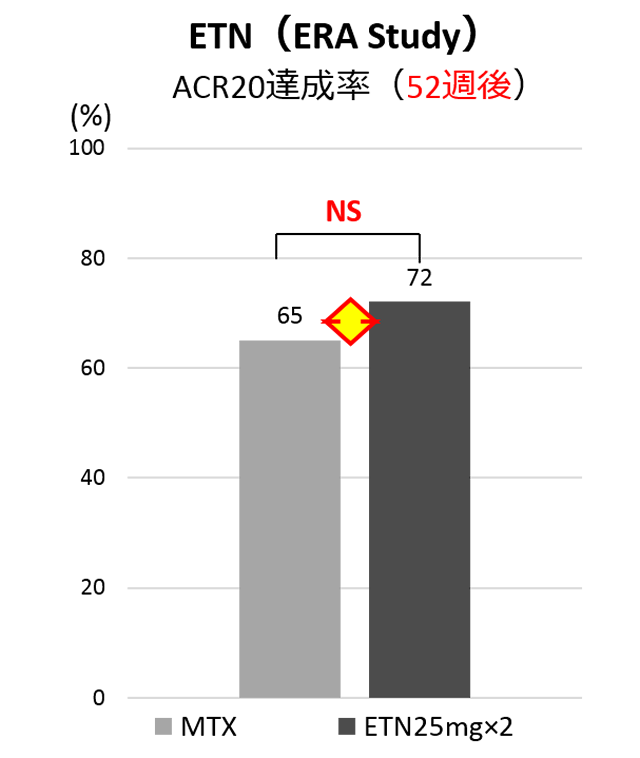 ETN（ERA Study）
ACR20達成率（52週後）
(%)
100
NS
80
72
65
60
40
20
0
MTX
ETN25mg×2